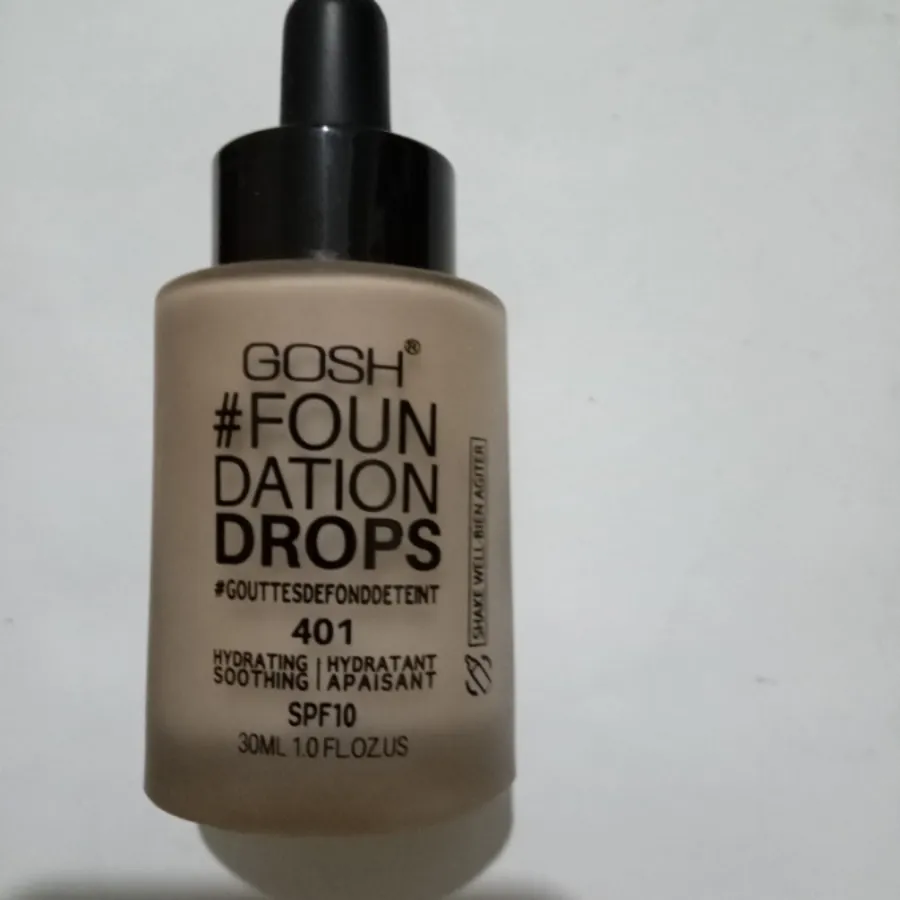 GOSH®
#FOUN
DATION
DROPS
#GOUTTESDEFONDDETEINT
401
HYDRATING | HYDRATANT
SOOTHING | APAISANT
SPF10
30ML 1.0 FL.OZ.US
SHAKE WELL-BIEN AGITER